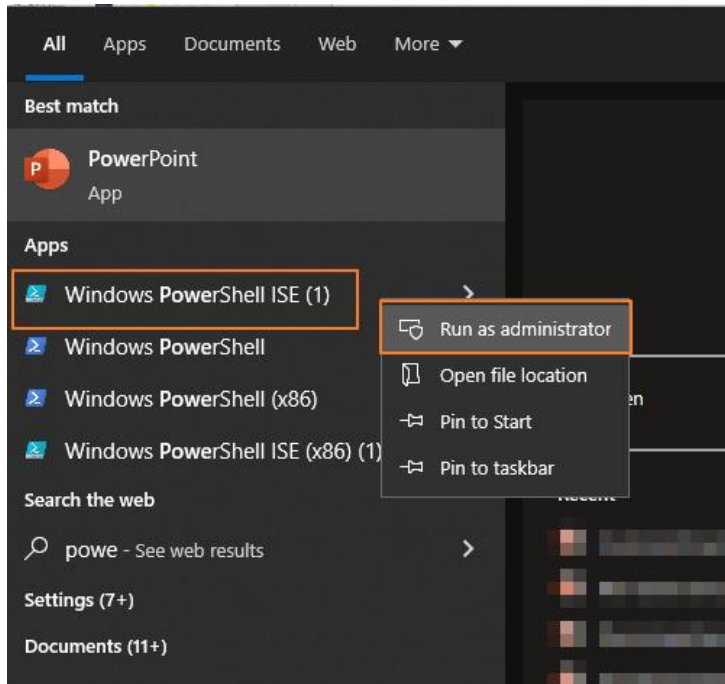 All Apps Documents Web More
Best match
PowerPoint
App
Apps
Windows PowerShell ISE (1)
Run as administrator
Windows PowerShell
Open file location
Windows PowerShell (x86)
Pin to Start
Windows PowerShell ISE (x86) (1)
Pin to taskbar
Search the web
powe - See web results
Settings (7+)
Documents (11+)